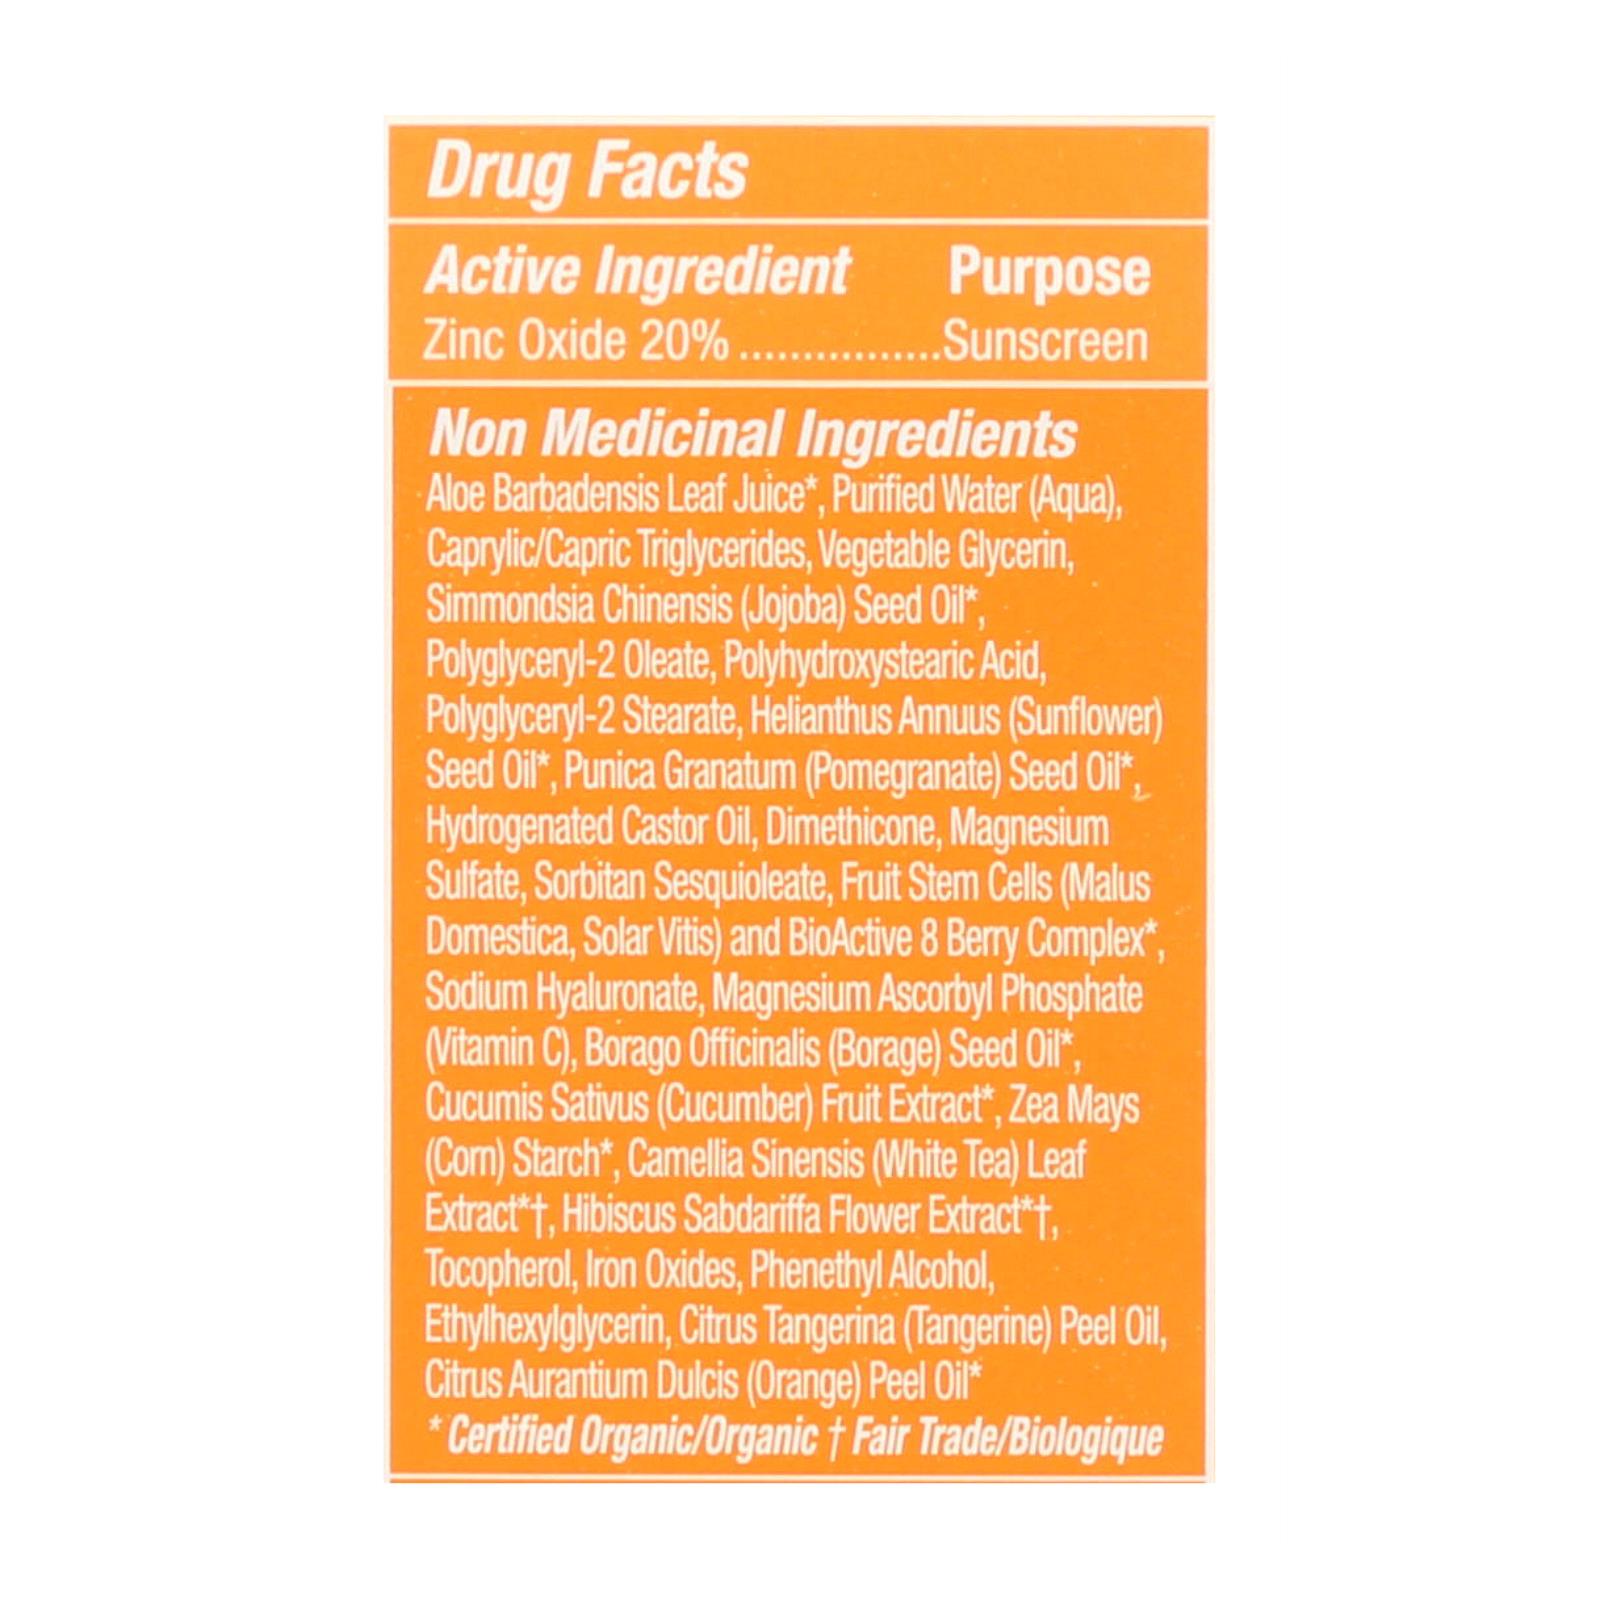 Drug Facts
Active Ingredient Purpose
Zinc Oxide 20% ................Sunscreen
Non Medicinal Ingredients
Aloe Barbadensis Leaf Juice*, Purified Water (Aqua),
Caprylic/Capric Triglycerides, Vegetable Glycerin,
Simmondsia Chinensis (Jojoba) Seed Oil*,
Polyglyceryl-2 Oleate, Polyhydroxystearic Acid,
Polyglyceryl-2 Stearate, Helianthus Annuus (Sunflower)
Seed Oil*, Punica Granatum (Pomegranate) Seed Oil*,
Hydrogenated Castor Oil, Dimethicone, Magnesium
Sulfate, Sorbitan Sesquioleate, Fruit Stem Cells (Malus
Domestica, Solar Vitis) and BioActive 8 Berry Complex*,
Sodium Hyaluronate, Magnesium Ascorbyl Phosphate
(Vitamin C), Borago Officinalis (Borage) Seed Oil*,
Cucumis Sativus (Cucumber) Fruit Extract*, Zea Mays
(Corn) Starch*, Camellia Sinensis (White Tea) Leaf
Extract*†, Hibiscus Sabdariffa Flower Extract*†,
Tocopherol, Iron Oxides, Phenethyl Alcohol,
Ethylhexylglycerin, Citrus Tangerina (Tangerine) Peel Oil,
Citrus Aurantium Dulcis (Orange) Peel Oil*
* Certified Organic/Organic † Fair Trade/Biologique